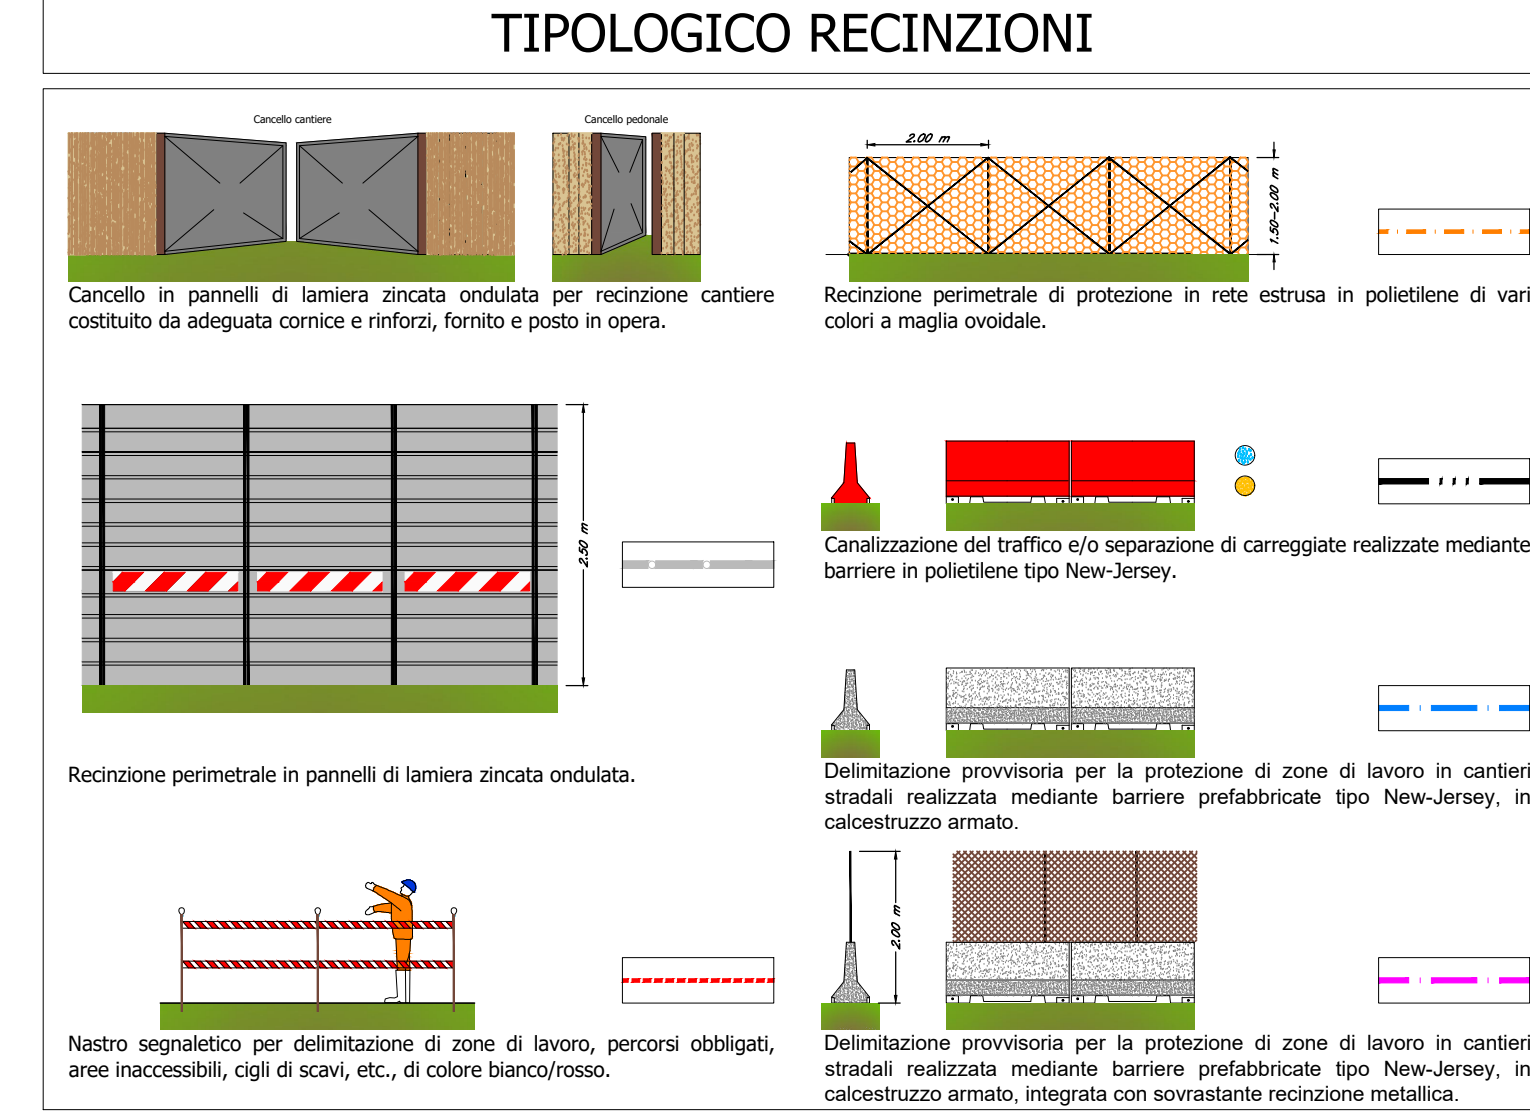 TIPOLOGICO RECINZIONI
Cancello cantiere
Cancello pedonale
Cancello in pannelli di lamiera zincata ondulata per recinzione cantiere
costituito da adeguata cornice e rinforzi, fornito e posto in opera.
2.50 m
Recinzione perimetrale in pannelli di lamiera zincata ondulata.
Nastro segnaletico per delimitazione di zone di lavoro, percorsi obbligati,
aree inaccessibili, cigli di scavi, etc., di colore bianco/rosso.
2.00 m
1.50-2.00 m
Recinzione perimetrale di protezione in rete estrusa in polietilene di vari
colori a maglia ovoidale.
Canalizzazione del traffico e/o separazione di carreggiate realizzate mediante
barriere in polietilene tipo New-Jersey.
Delimitazione provvisoria per la protezione di zone di lavoro in cantieri
stradali realizzata mediante barriere prefabbricate tipo New-Jersey, in
calcestruzzo armato.
2.00 m
Delimitazione provvisoria per la protezione di zone di lavoro in cantieri
stradali realizzata mediante barriere prefabbricate tipo New-Jersey, in
calcestruzzo armato, integrata con sovrastante recinzione metallica.